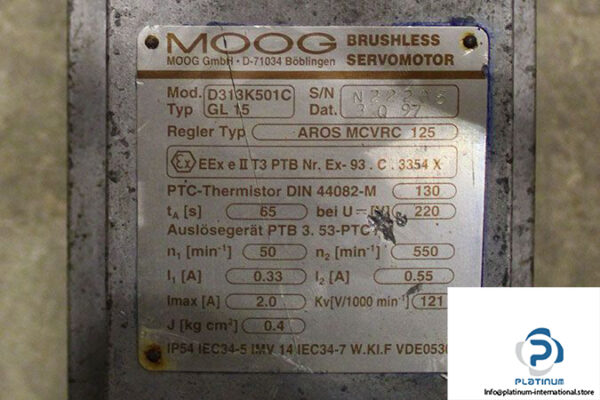 MOOG BRUSHLESS
MOOG GmbH · D-71034 Böblingen SERVOMOTOR
Mod. D313K501C S/N
Typ GL 15 Dat. 3Q 97
Regler Typ AROS MCVRC 125
Ex EEx e II T3 PTB Nr. Ex- 93 . C . 3354 X
PTC-Thermistor DIN 44082-M 130
tA [s] 65 bei U= [V] 220
Auslösegerät PTB 3. 53-PTC
n1 [min-1] 50 n2 [min-1] 550
I1 [A] 0.33 I2 [A] 0.55
Imax [A] 2.0 Kv[V/1000 min-1] 121
J [kg cm2] 0.4
IP54 IEC34-5 IMV 14 IEC34-7 W.Kl.F VDE0530
PLATINUM
Info@platinum-international.store